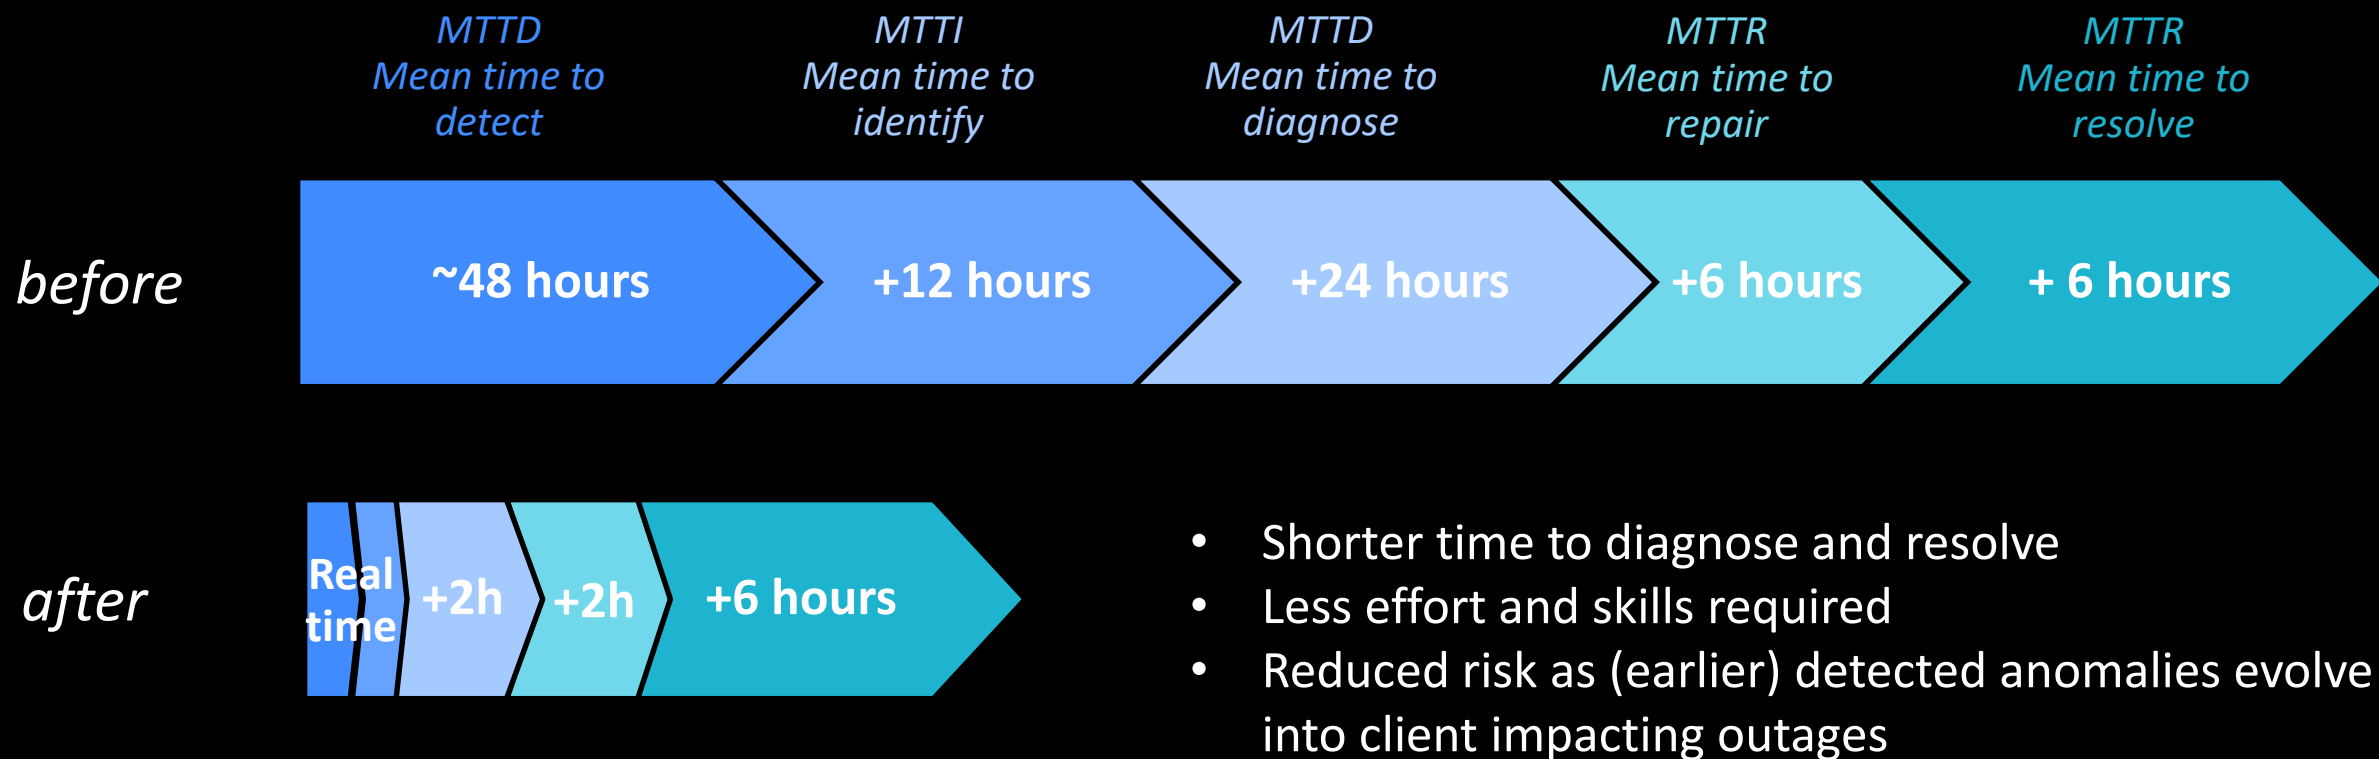 MTTD
Mean time to
detect
MTTI
Mean time to
identify
MTTD
Mean time to
diagnose
MTTR
Mean time to
repair
MTTR
Mean time to
resolve
before
~48 hours
+12 hours
+24 hours
+6 hours
+ 6 hours
after
Real
time
+2h
+2h
+6 hours
• Shorter time to diagnose and resolve
• Less effort and skills required
• Reduced risk as (earlier) detected anomalies evolve
into client impacting outages